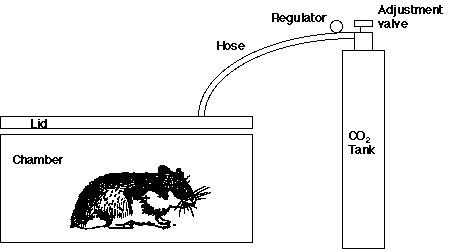 Regulator
Adjustment
valve
Hose
Lid
Chamber
CO₂
Tank